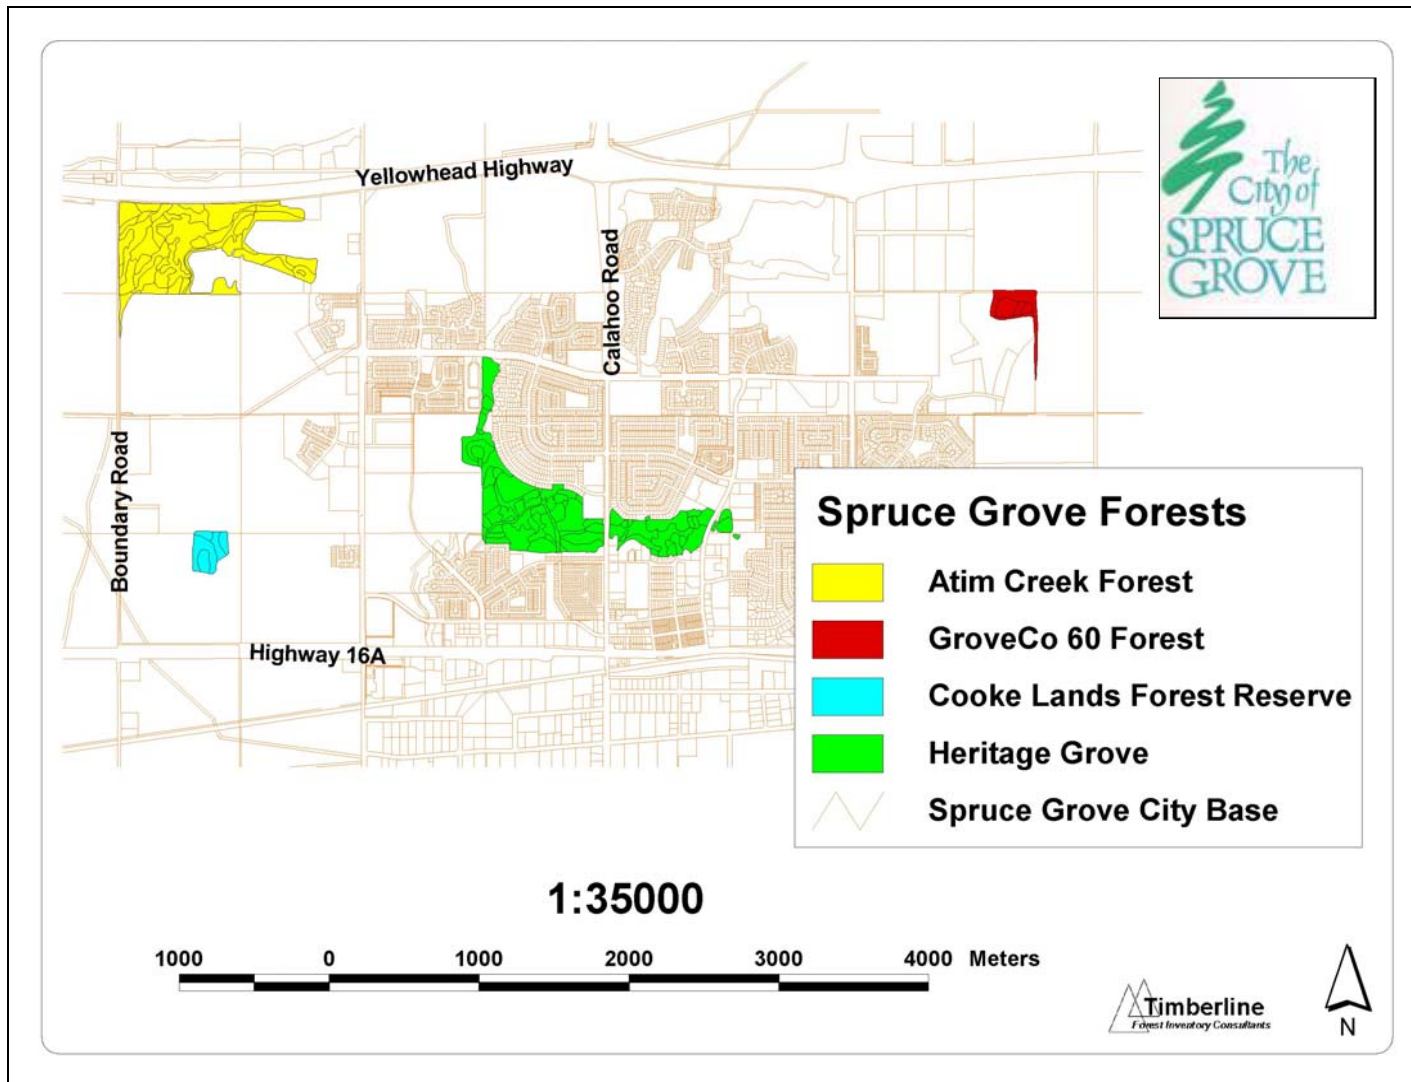 Yellowhead Highway
Calahoo Road
Boundary Road
Highway 16A
The
City of
SPRUCE
GROVE
Spruce Grove Forests
Atim Creek Forest
GroveCo 60 Forest
Cooke Lands Forest Reserve
Heritage Grove
Spruce Grove City Base
1:35000
1000 0 1000 2000 3000 4000 Meters
Timberline
Forest Inventory Consultants
N